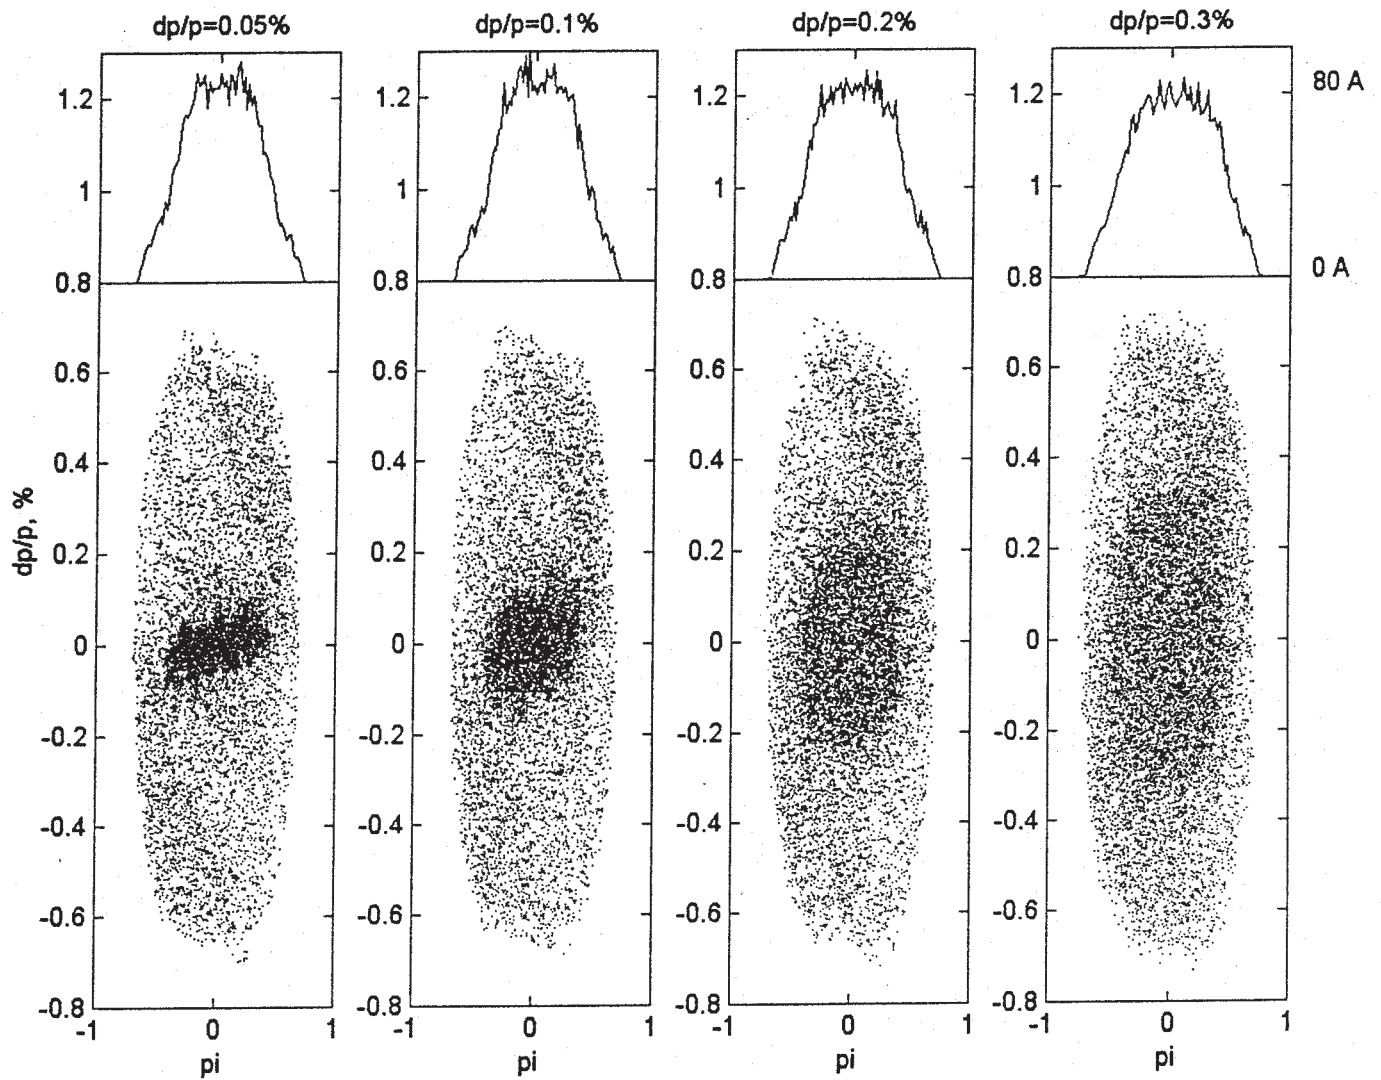 dp/p=0.05% dp/p=0.1% dp/p=0.2% dp/p=0.3%
1.2 1.2 1.2 1.2 80 A
1 1 1 1
0.8 0.8 0.8 0.8 0 A
0.6 0.6 0.6 0.6
0.4 0.4 0.4 0.4
dp/p, %
0.2 0.2 0.2 0.2
0 0 0 0
-0.2 -0.2 -0.2 -0.2
-0.4 -0.4 -0.4 -0.4
-0.6 -0.6 -0.6 -0.6
-0.8 -0.8 -0.8 -0.8
-1 0 1 -1 0 1 -1 0 1 -1 0 1
pi pi pi pi